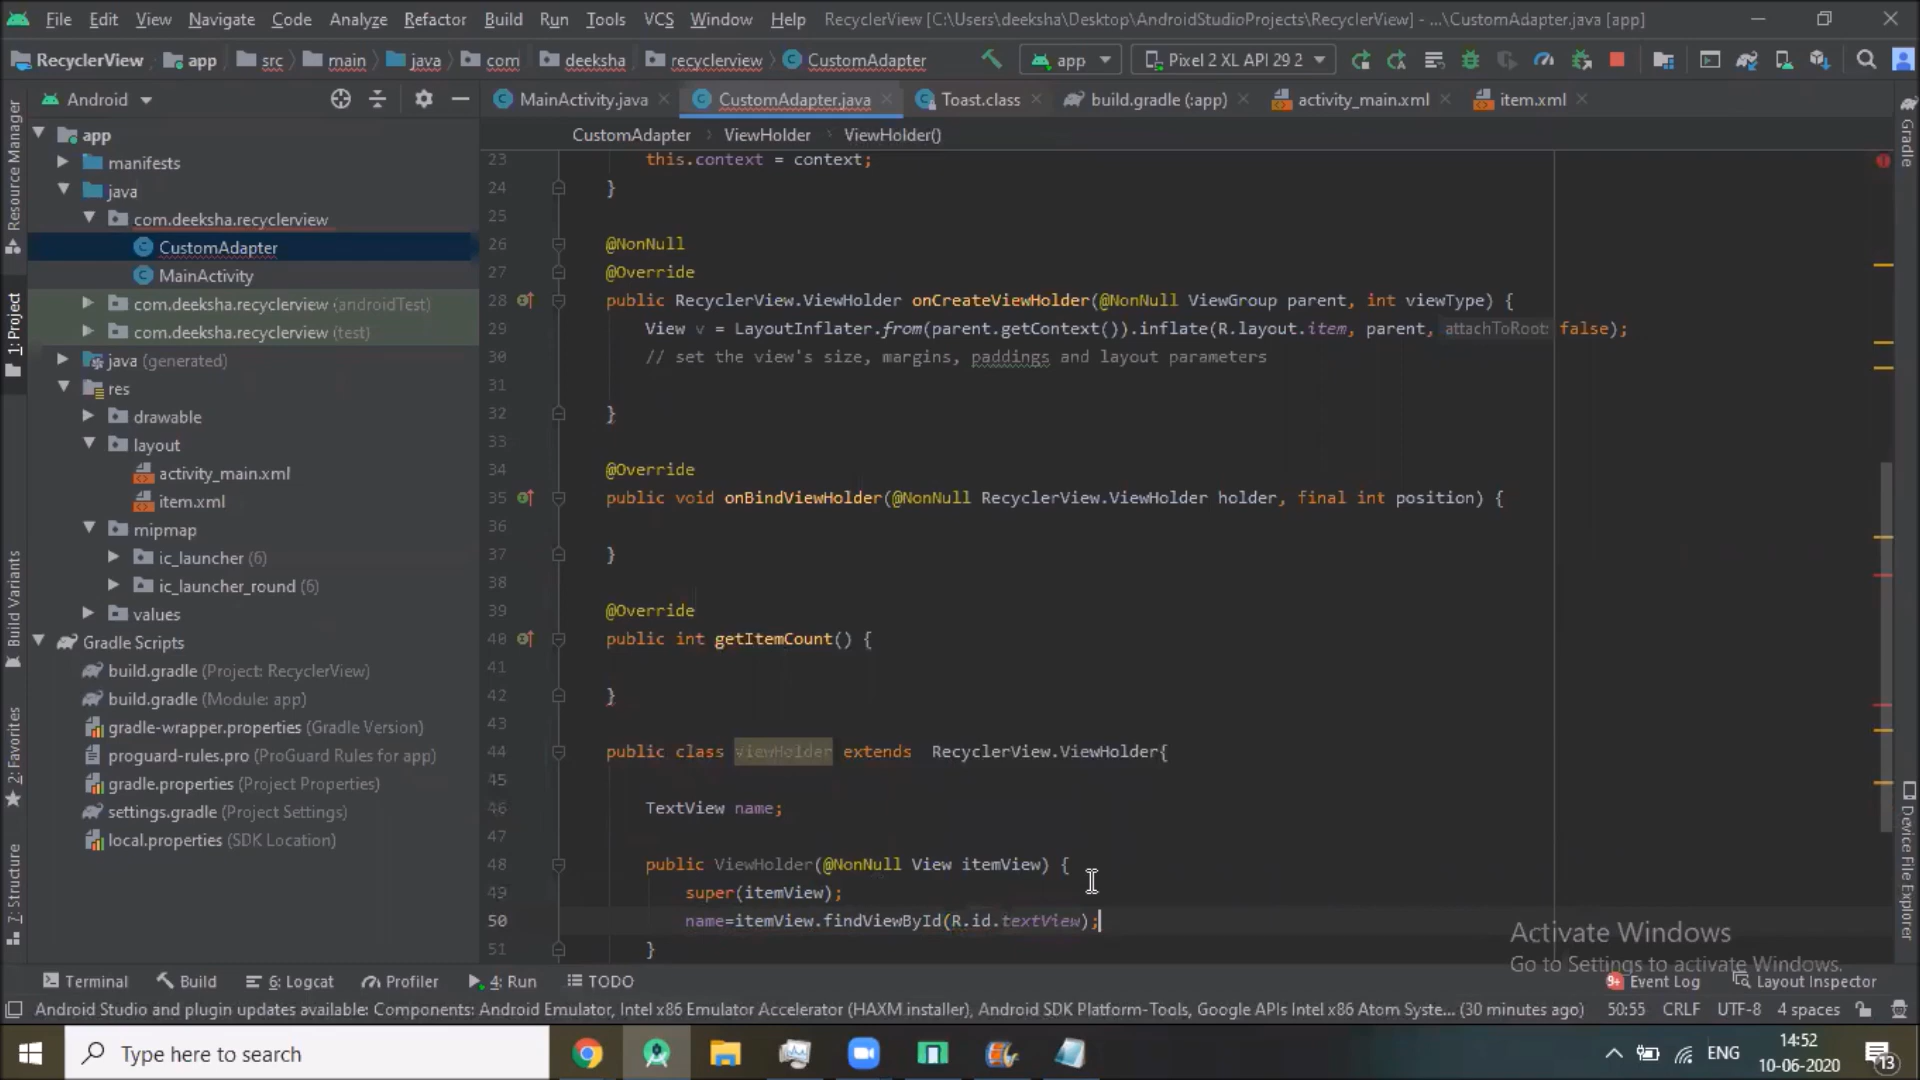 File Edit View Navigate Code Analyze Refactor Build Run Tools VCS Window Help RecyclerView [C:\Users\deeksha\Desktop\AndroidStudioProjects\RecyclerView] - ...\CustomAdapter.java [app]
RecyclerView app src main java com deeksha recyclerview CustomAdapter app Pixel 2 XL API 29 2
Android MainActivity.java CustomAdapter.java Toast.class build.gradle (:app) activity_main.xml item.xml
CustomAdapter ViewHolder ViewHolder()
Resource Manager
1: Project
Build Variants
2: Favorites
7: Structure
app
manifests
java
com.deeksha.recyclerview
CustomAdapter
MainActivity
com.deeksha.recyclerview (androidTest)
com.deeksha.recyclerview (test)
java (generated)
res
drawable
layout
activity_main.xml
item.xml
mipmap
ic_launcher (6)
ic_launcher_round (6)
values
Gradle Scripts
build.gradle (Project: RecyclerView)
build.gradle (Module: app)
gradle-wrapper.properties (Gradle Version)
proguard-rules.pro (ProGuard Rules for app)
gradle.properties (Project Properties)
settings.gradle (Project Settings)
local.properties (SDK Location)
23 this.context = context;
24 }
25
26 @NonNull
27 @Override
28 public RecyclerView.ViewHolder onCreateViewHolder(@NonNull ViewGroup parent, int viewType) {
29 View v = LayoutInflater.from(parent.getContext()).inflate(R.layout.item, parent, attachToRoot: false);
30 // set the view's size, margins, paddings and layout parameters
31
32 }
33
34 @Override
35 public void onBindViewHolder(@NonNull RecyclerView.ViewHolder holder, final int position) {
36
37 }
38
39 @Override
40 public int getItemCount() {
41
42 }
43
44 public class viewHolder extends RecyclerView.ViewHolder{
45
46 TextView name;
47
48 public ViewHolder(@NonNull View itemView) {
49 super(itemView);
50 name=itemView.findViewById(R.id.textView);
51 }
Gradle
Device File Explorer
Activate Windows
Go to Settings to activate Windows.
Terminal Build 6: Logcat Profiler 4: Run TODO 9+ Event Log Layout Inspector
Android Studio and plugin updates available: Components: Android Emulator, Intel x86 Emulator Accelerator (HAXM installer), Android SDK Platform-Tools, Google APIs Intel x86 Atom Syste... (30 minutes ago) 50:55 CRLF UTF-8 4 spaces
Type here to search ENG 14:52
10-06-2020 13